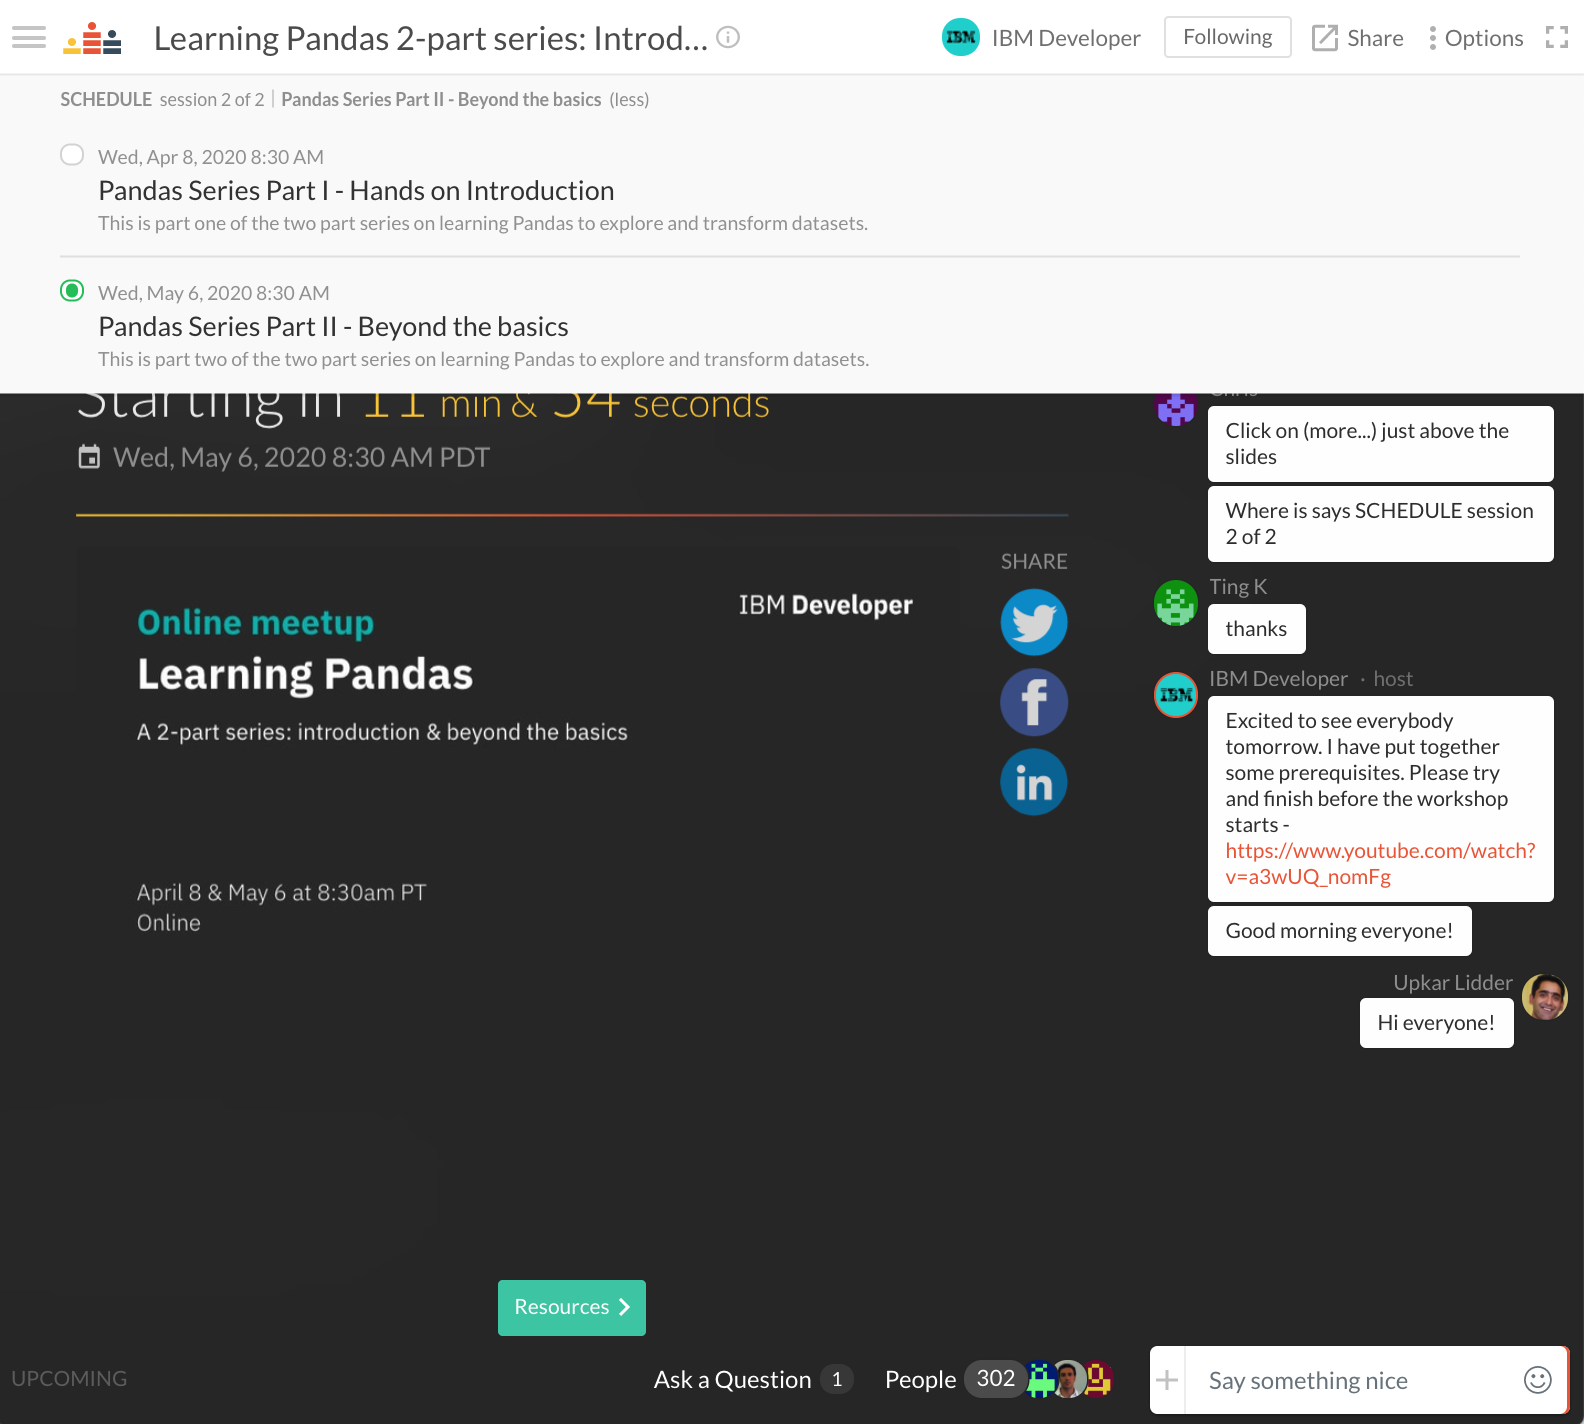 Learning Pandas 2-part series: Introd...
IBM
IBM Developer
Following
Share
Options
SCHEDULE session 2 of 2 | Pandas Series Part II - Beyond the basics (less)
Wed, Apr 8, 2020 8:30 AM
Pandas Series Part I - Hands on Introduction
This is part one of the two part series on learning Pandas to explore and transform datasets.
Wed, May 6, 2020 8:30 AM
Pandas Series Part II - Beyond the basics
This is part two of the two part series on learning Pandas to explore and transform datasets.
Starting in 11 min & 54 seconds
Wed, May 6, 2020 8:30 AM PDT
IBM Developer
Online meetup
Learning Pandas
A 2-part series: introduction & beyond the basics
April 8 & May 6 at 8:30am PT
Online
SHARE
f
in
Chris
Click on (more...) just above the
slides
Where is says SCHEDULE session
2 of 2
Ting K
thanks
IBM
IBM Developer · host
Excited to see everybody
tomorrow. I have put together
some prerequisites. Please try
and finish before the workshop
starts -
https://www.youtube.com/watch?
v=a3wUQ_nomFg
Good morning everyone!
Upkar Lidder
Hi everyone!
Resources
UPCOMING
Ask a Question 1
People 302
Say something nice